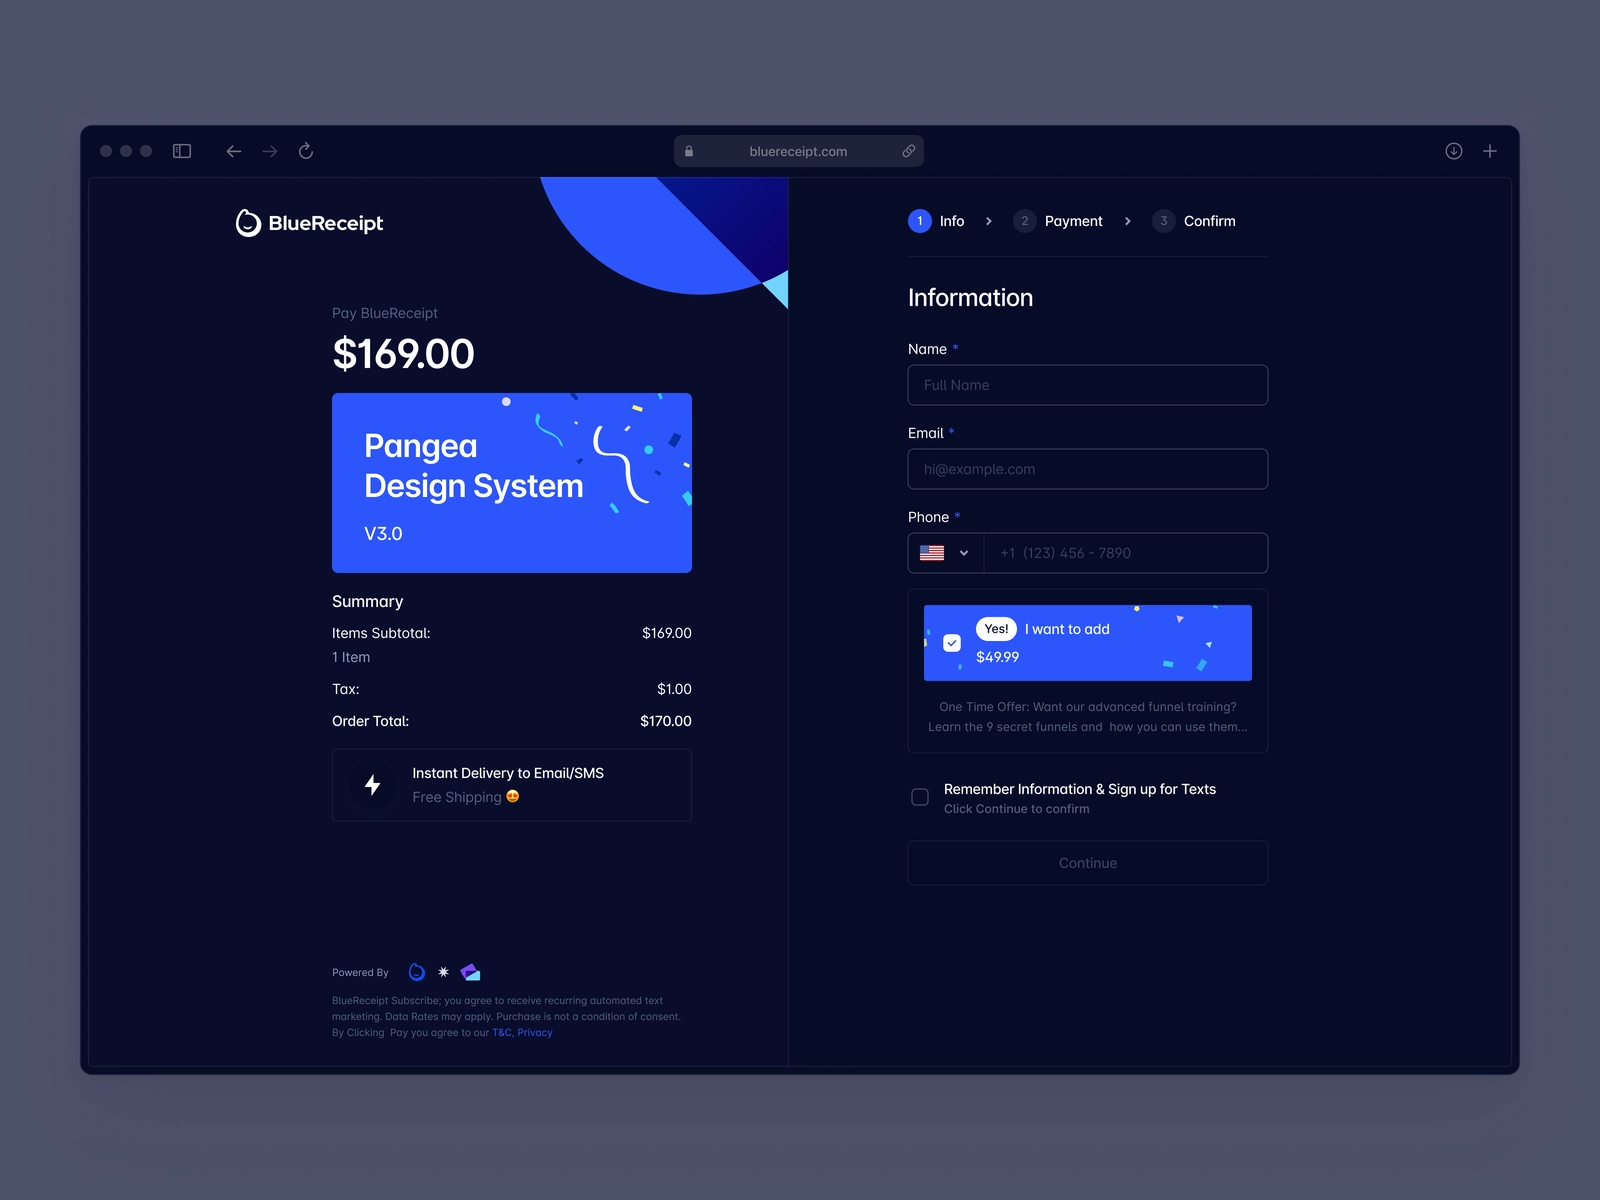 bluereceipt.com
BlueReceipt
Pay BlueReceipt
$169.00
Pangea
Design System
V3.0
Summary
Items Subtotal: $169.00
1 Item
Tax: $1.00
Order Total: $170.00
Instant Delivery to Email/SMS
Free Shipping 😍
Powered By
BlueReceipt Subscribe; you agree to receive recurring automated text
marketing. Data Rates may apply. Purchase is not a condition of consent.
By Clicking  Pay you agree to our T&C, Privacy
1 Info > 2 Payment > 3 Confirm
Information
Name *
Full Name
Email *
hi@example.com
Phone *
+1  (123) 456 - 7890
Yes! I want to add
$49.99
One Time Offer: Want our advanced funnel training?
Learn the 9 secret funnels and  how you can use them...
Remember Information & Sign up for Texts
Click Continue to confirm
Continue